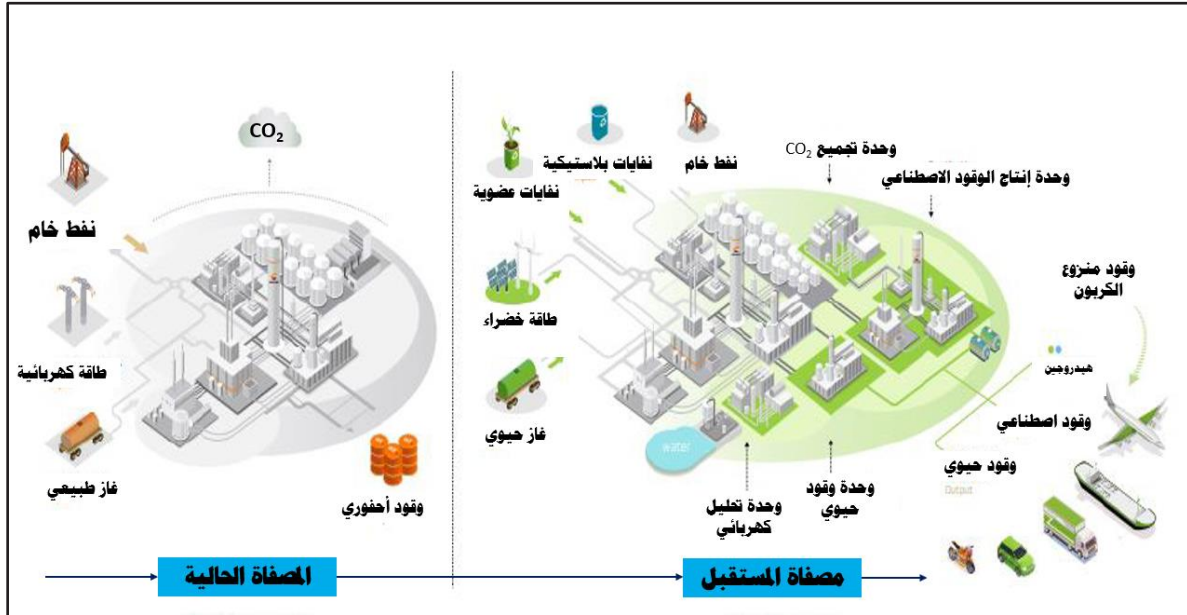 CO₂
نفط خام
طاقة كهربائية
غاز طبيعي
وقود أحفوري
المصفاة الحالية
نفايات عضوية
نفايات بلاستيكية
نفط خام
وحدة تجميع CO₂
وحدة إنتاج الوقود الاصطناعي
طاقة خضراء
غاز حيوي
water
وحدة تحليل
كهربائي
وحدة وقود
حيوي
وقود منزوع
الكربون
هيدروجين
وقود اصطناعي
وقود حيوي
Output
مصفاة المستقبل